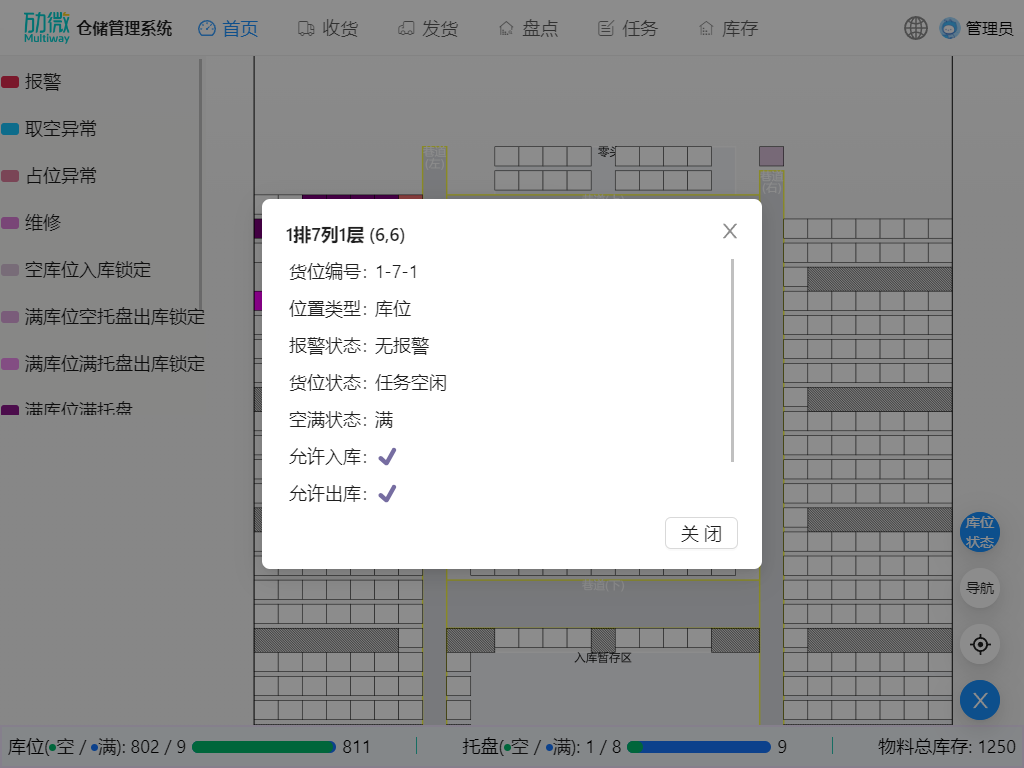 劢微 Multiway 仓储管理系统 首页 收货 发货 盘点 任务 库存 管理员
报警
取空异常
占位异常
维修
空库位入库锁定
满库位空托盘出库锁定
满库位满托盘出库锁定
满库位满托盘
巷道
(左)
零头
巷道
(右)
1排7列1层 (6,6)
货位编号: 1-7-1
位置类型: 库位
报警状态: 无报警
货位状态: 任务空闲
空满状态: 满
允许入库:
允许出库:
关 闭
巷道(下)
入库暂存区
库位
状态
导航
库位(空 / 满): 802 / 9 811 托盘(空 / 满): 1 / 8 9 物料总库存: 1250